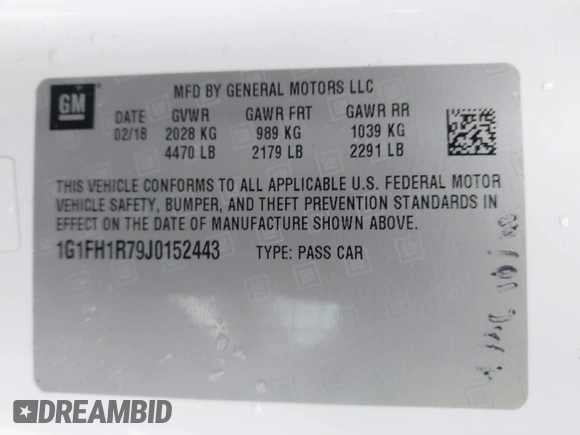 GM
MFD BY GENERAL MOTORS LLC
DATE GVWR GAWR FRT GAWR RR
02/18 2028 KG 989 KG 1039 KG
4470 LB 2179 LB 2291 LB
THIS VEHICLE CONFORMS TO ALL APPLICABLE U.S. FEDERAL MOTOR
VEHICLE SAFETY, BUMPER, AND THEFT PREVENTION STANDARDS IN
EFFECT ON THE DATE OF MANUFACTURE SHOWN ABOVE.
1G1FH1R79J0152443 TYPE: PASS CAR
DREAMBID